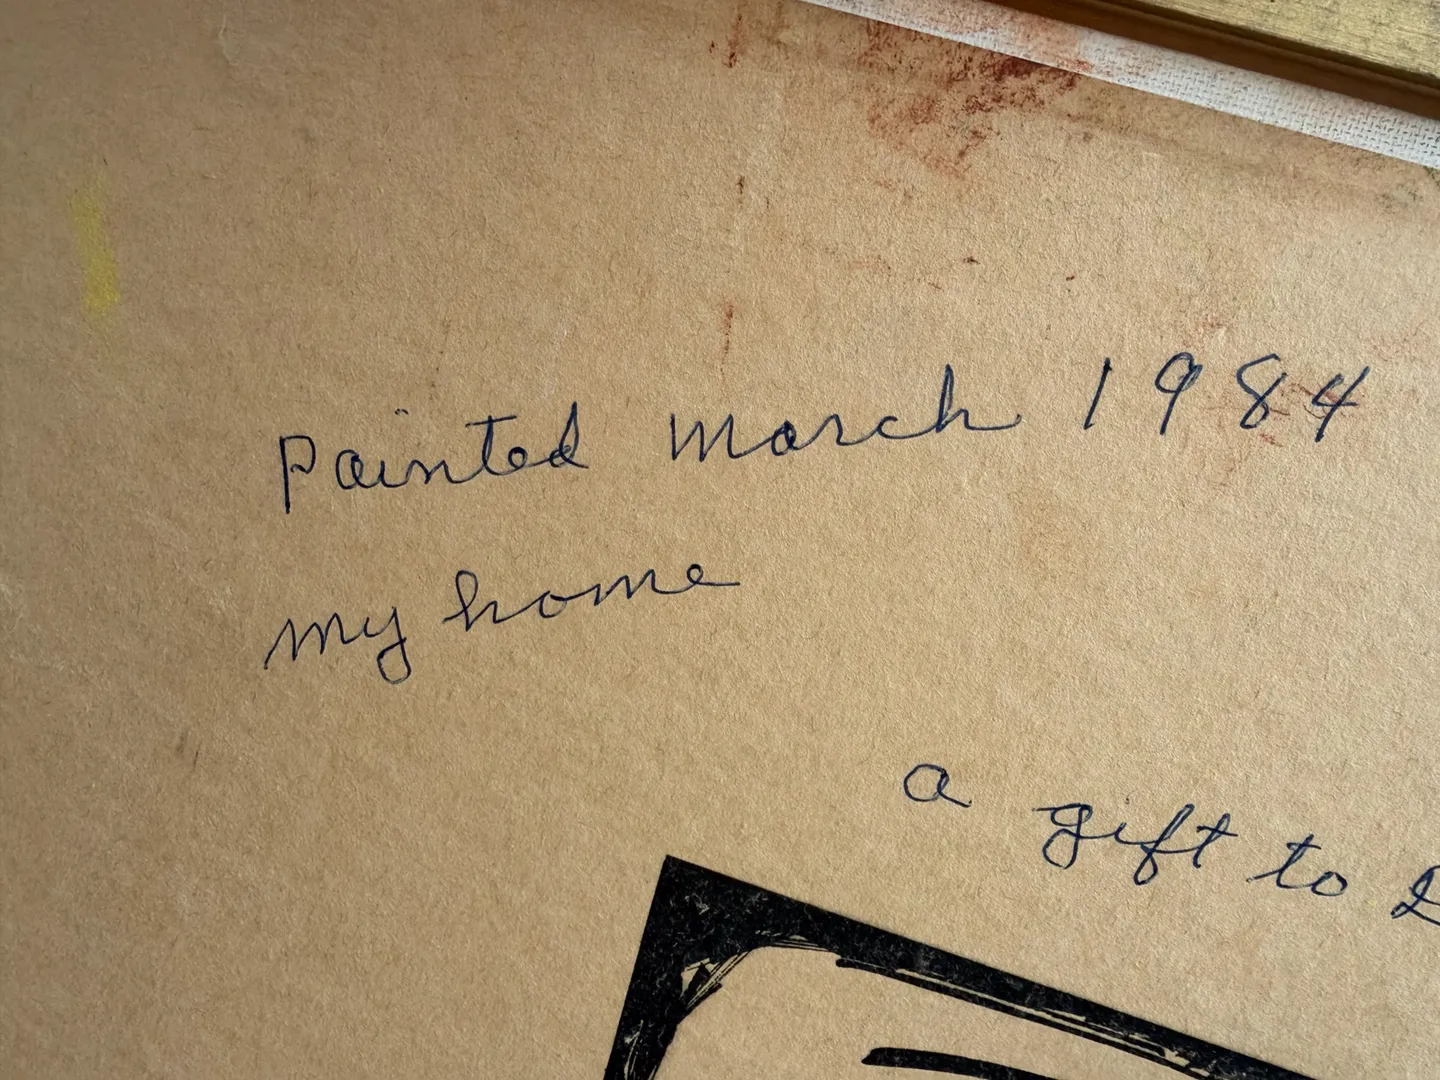 Painted March 1984
my home
a gift to